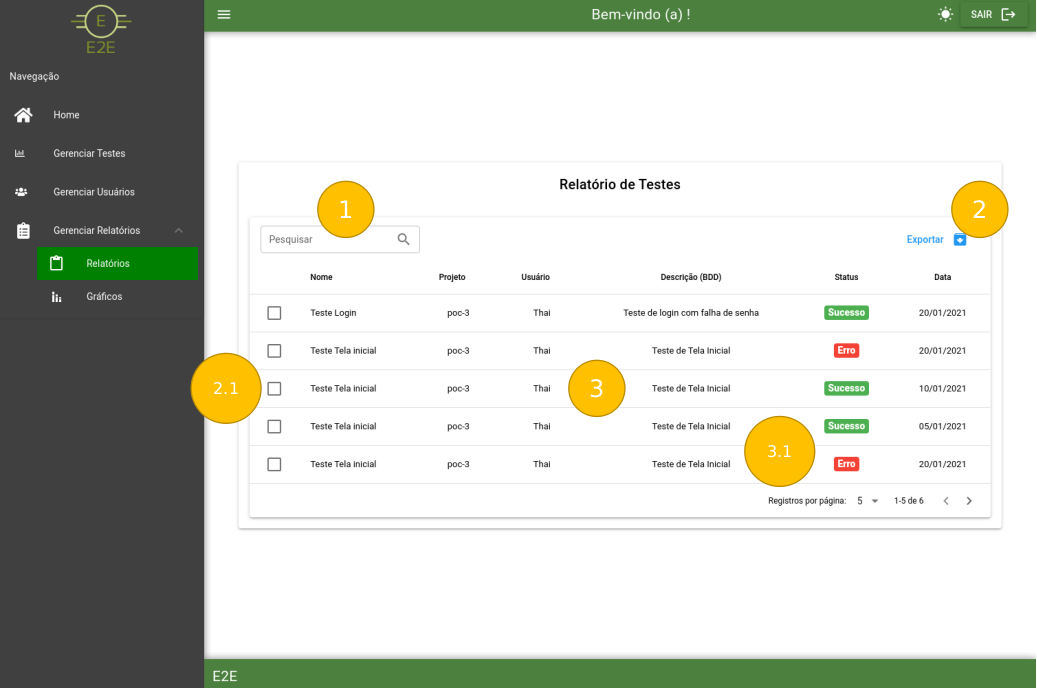 E
E2E
Bem-vindo (a) !
SAIR
Navegação
Home
Gerenciar Testes
Gerenciar Usuários
Gerenciar Relatórios
Relatórios
Gráficos
Relatório de Testes
1
2
Pesquisar
Exportar
Nome Projeto Usuário Descrição (BDD) Status Data
Teste Login poc-3 Thai Teste de login com falha de senha Sucesso 20/01/2021
Teste Tela inicial poc-3 Thai Teste de Tela Inicial Erro 20/01/2021
2.1
Teste Tela inicial poc-3 Thai 3 Teste de Tela Inicial Sucesso 10/01/2021
Teste Tela inicial poc-3 Thai Teste de Tela Inicial Sucesso 05/01/2021
3.1
Teste Tela inicial poc-3 Thai Teste de Tela Inicial Erro 20/01/2021
Registros por página: 5 1-5 de 6
E2E